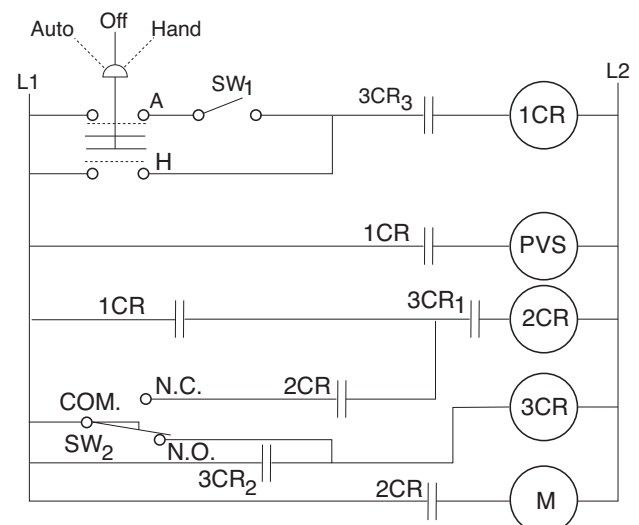 Auto Off Hand
L1 L2
A SW1 3CR3 1CR
H
1CR PVS
1CR 3CR1 2CR
N.C. 2CR
COM. 3CR
SW2 N.O.
3CR2 2CR M